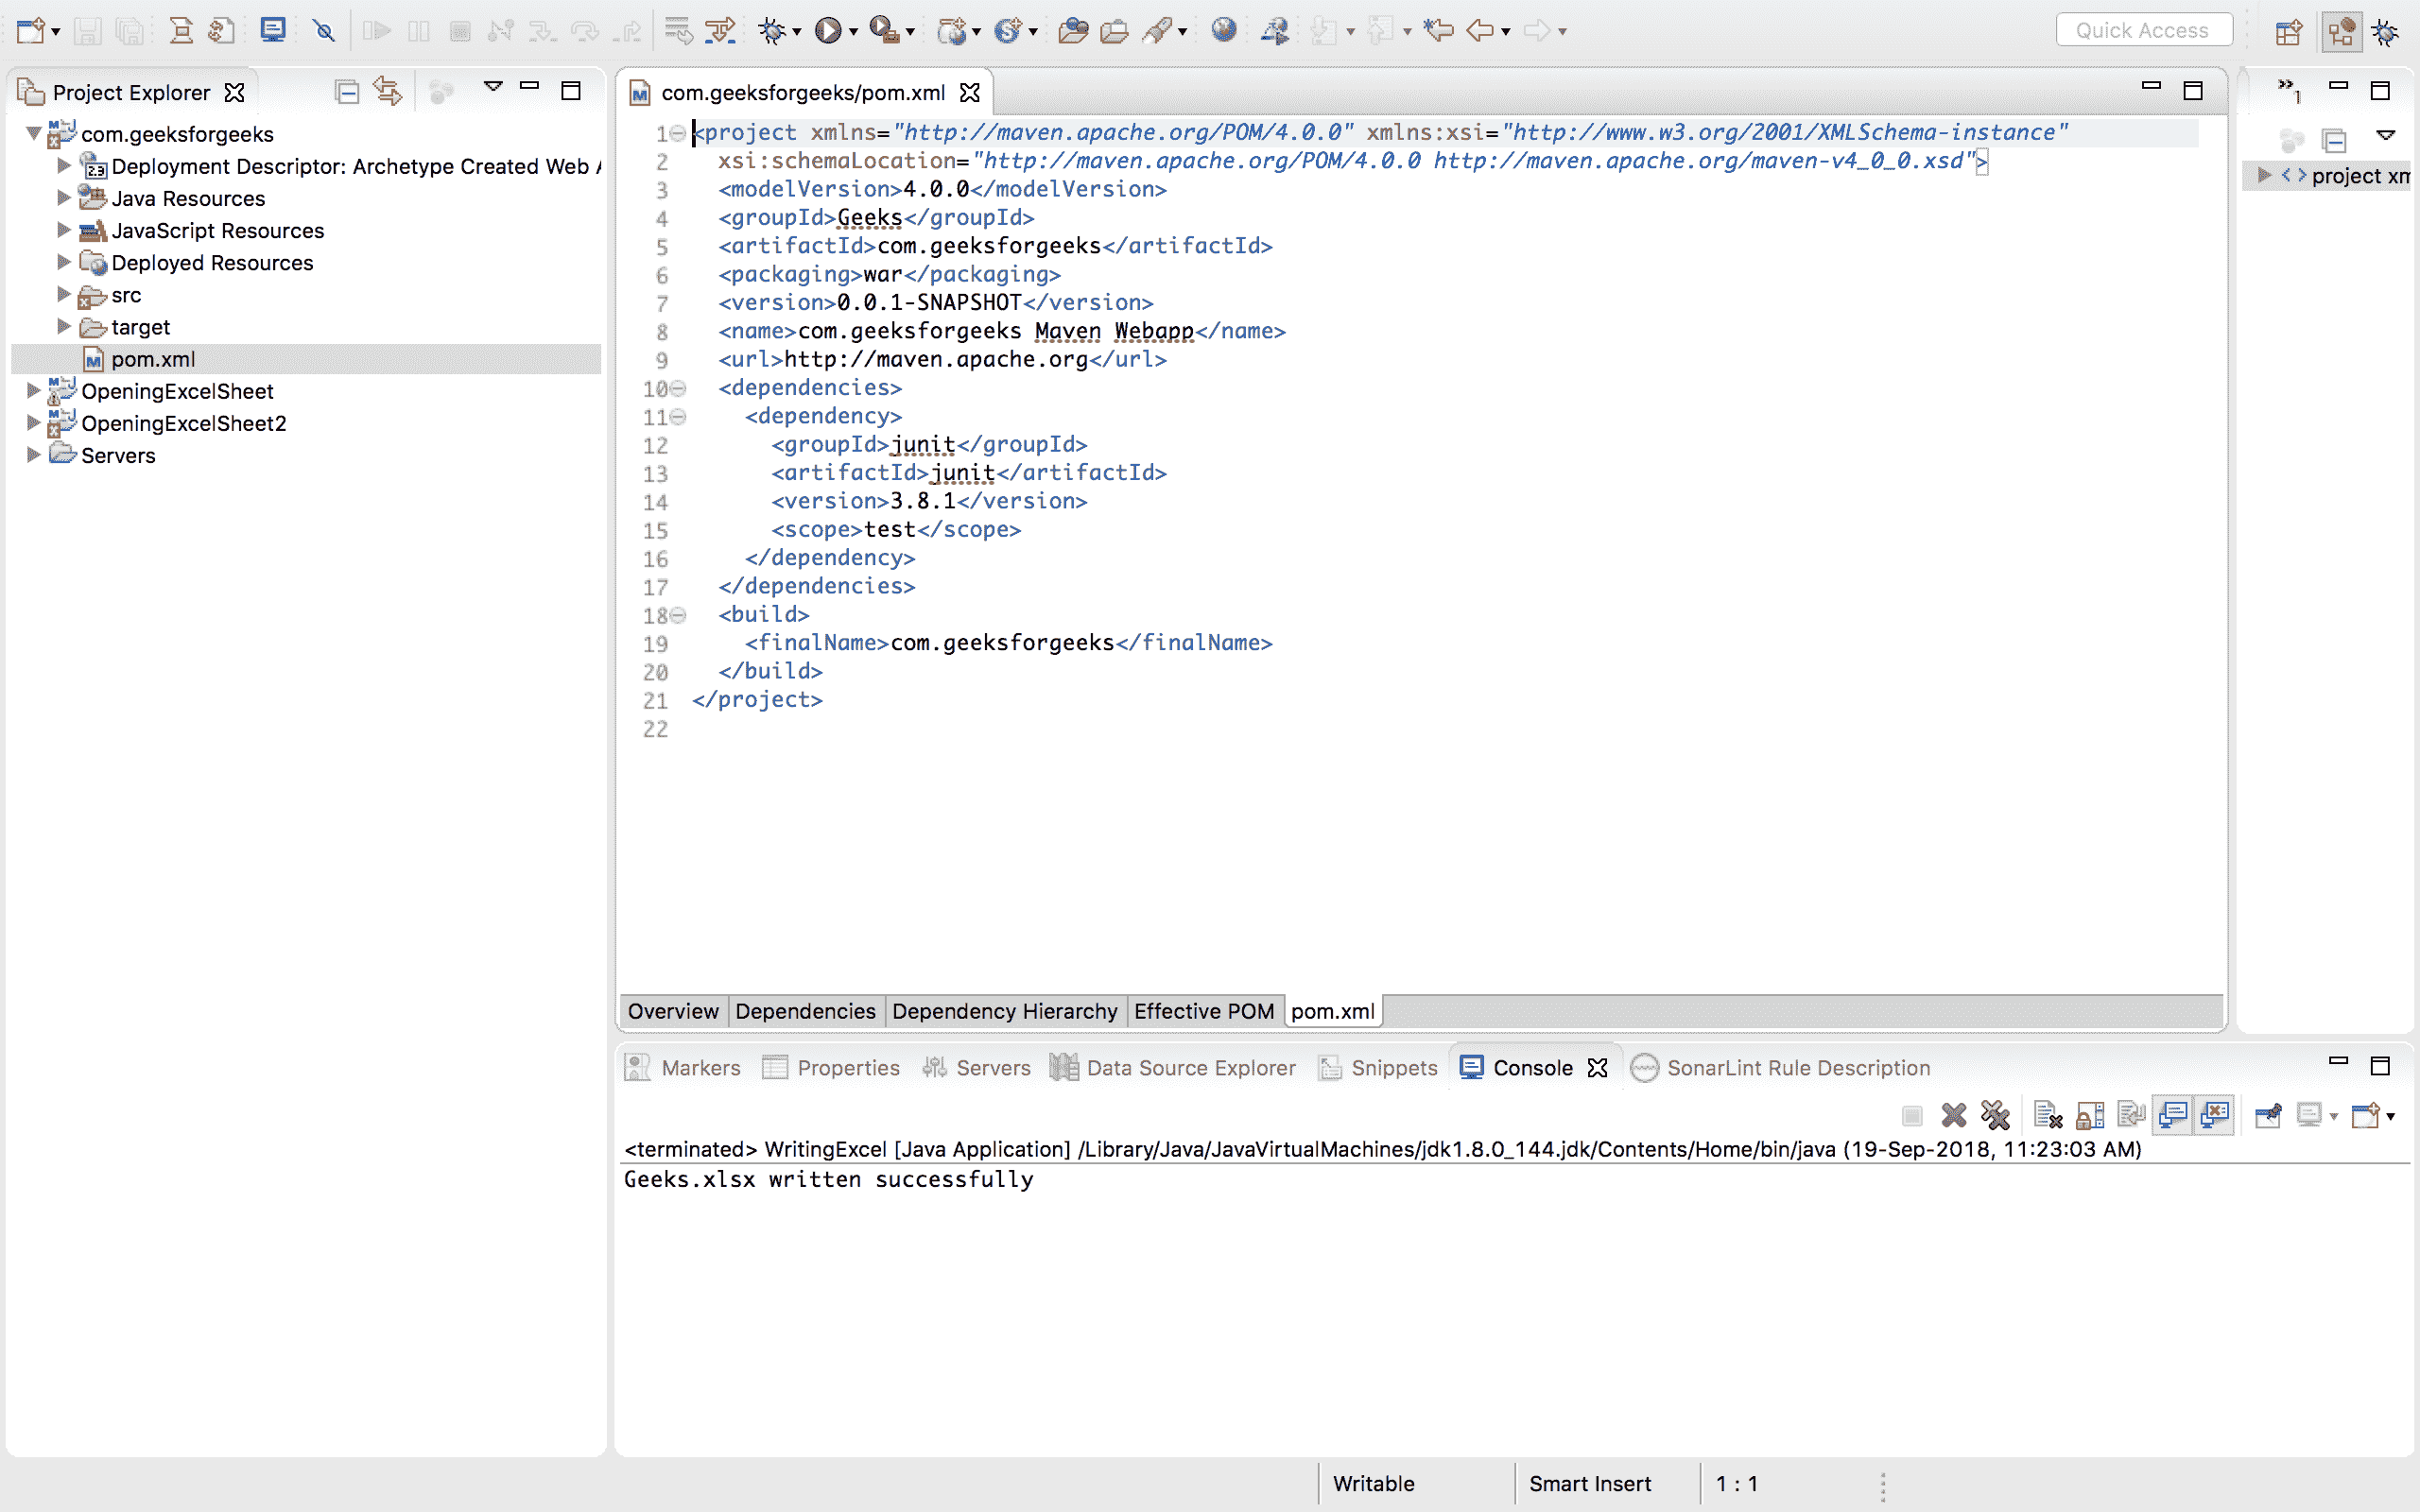 Quick Access
Project Explorer
com.geeksforgeeks
Deployment Descriptor: Archetype Created Web A
Java Resources
JavaScript Resources
Deployed Resources
src
target
pom.xml
OpeningExcelSheet
OpeningExcelSheet2
Servers
com.geeksforgeeks/pom.xml
1 <project xmlns="http://maven.apache.org/POM/4.0.0" xmlns:xsi="http://www.w3.org/2001/XMLSchema-instance"
2 xsi:schemaLocation="http://maven.apache.org/POM/4.0.0 http://maven.apache.org/maven-v4_0_0.xsd">
3 <modelVersion>4.0.0</modelVersion>
4 <groupId>Geeks</groupId>
5 <artifactId>com.geeksforgeeks</artifactId>
6 <packaging>war</packaging>
7 <version>0.0.1-SNAPSHOT</version>
8 <name>com.geeksforgeeks Maven Webapp</name>
9 <url>http://maven.apache.org</url>
10 <dependencies>
11 <dependency>
12 <groupId>junit</groupId>
13 <artifactId>junit</artifactId>
14 <version>3.8.1</version>
15 <scope>test</scope>
16 </dependency>
17 </dependencies>
18 <build>
19 <finalName>com.geeksforgeeks</finalName>
20 </build>
21 </project>
22
Overview Dependencies Dependency Hierarchy Effective POM pom.xml
»1
<> project xm
Markers Properties Servers Data Source Explorer Snippets Console SonarLint Rule Description
<terminated> WritingExcel [Java Application] /Library/Java/JavaVirtualMachines/jdk1.8.0_144.jdk/Contents/Home/bin/java (19-Sep-2018, 11:23:03 AM)
Geeks.xlsx written successfully
Writable Smart Insert 1 : 1